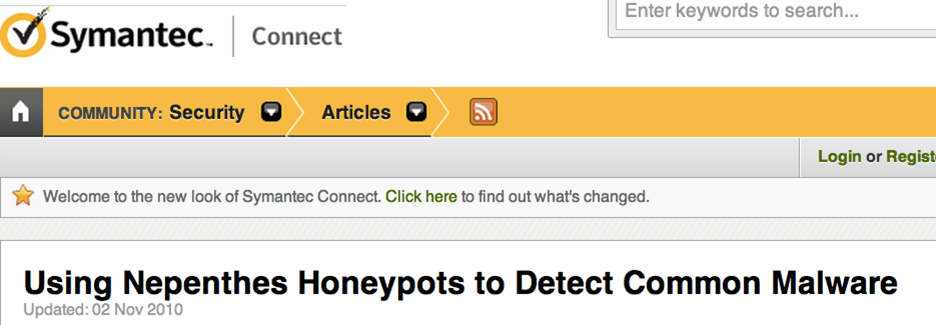 Enter keywords to search...
Symantec™ Connect
COMMUNITY: Security Articles
Login or Regist
Welcome to the new look of Symantec Connect. Click here to find out what's changed.
Using Nepenthes Honeypots to Detect Common Malware
Updated: 02 Nov 2010